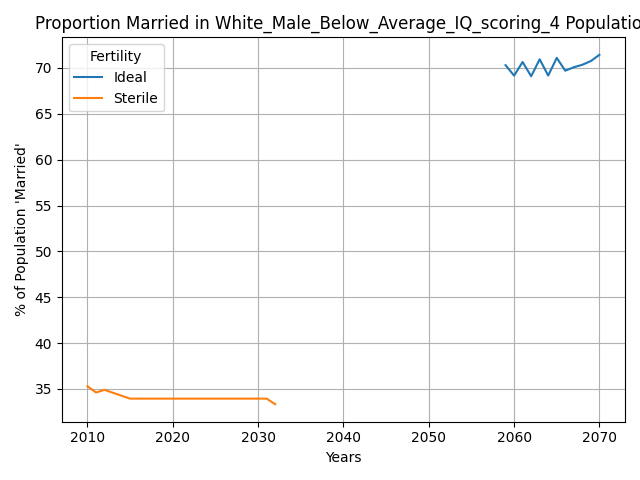 Proportion Married in White_Male_Below_Average_IQ_scoring_4 Populatio
Fertility
Ideal
Sterile
% of Population 'Married'
70
65
60
55
50
45
40
35
2010 2020 2030 2040 2050 2060 2070
Years